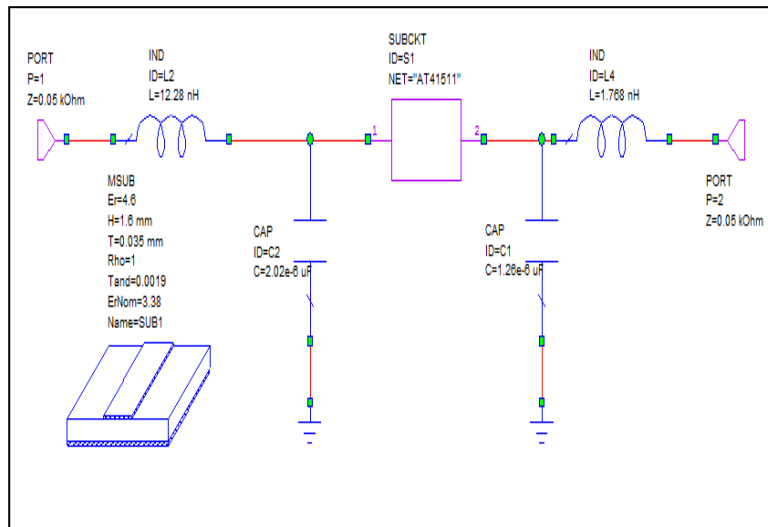 PORT
P=1
Z=0.05 kOhm
IND
ID=L2
L=12.28 nH
SUBCKT
ID=S1
NET="AT41511"
1
2
IND
ID=L4
L=1.768 nH
PORT
P=2
Z=0.05 kOhm
MSUB
Er=4.6
H=1.6 mm
T=0.035 mm
Rho=1
Tand=0.0019
ErNom=3.38
Name=SUB1
CAP
ID=C2
C=2.02e-6 uF
CAP
ID=C1
C=1.26e-6 uF